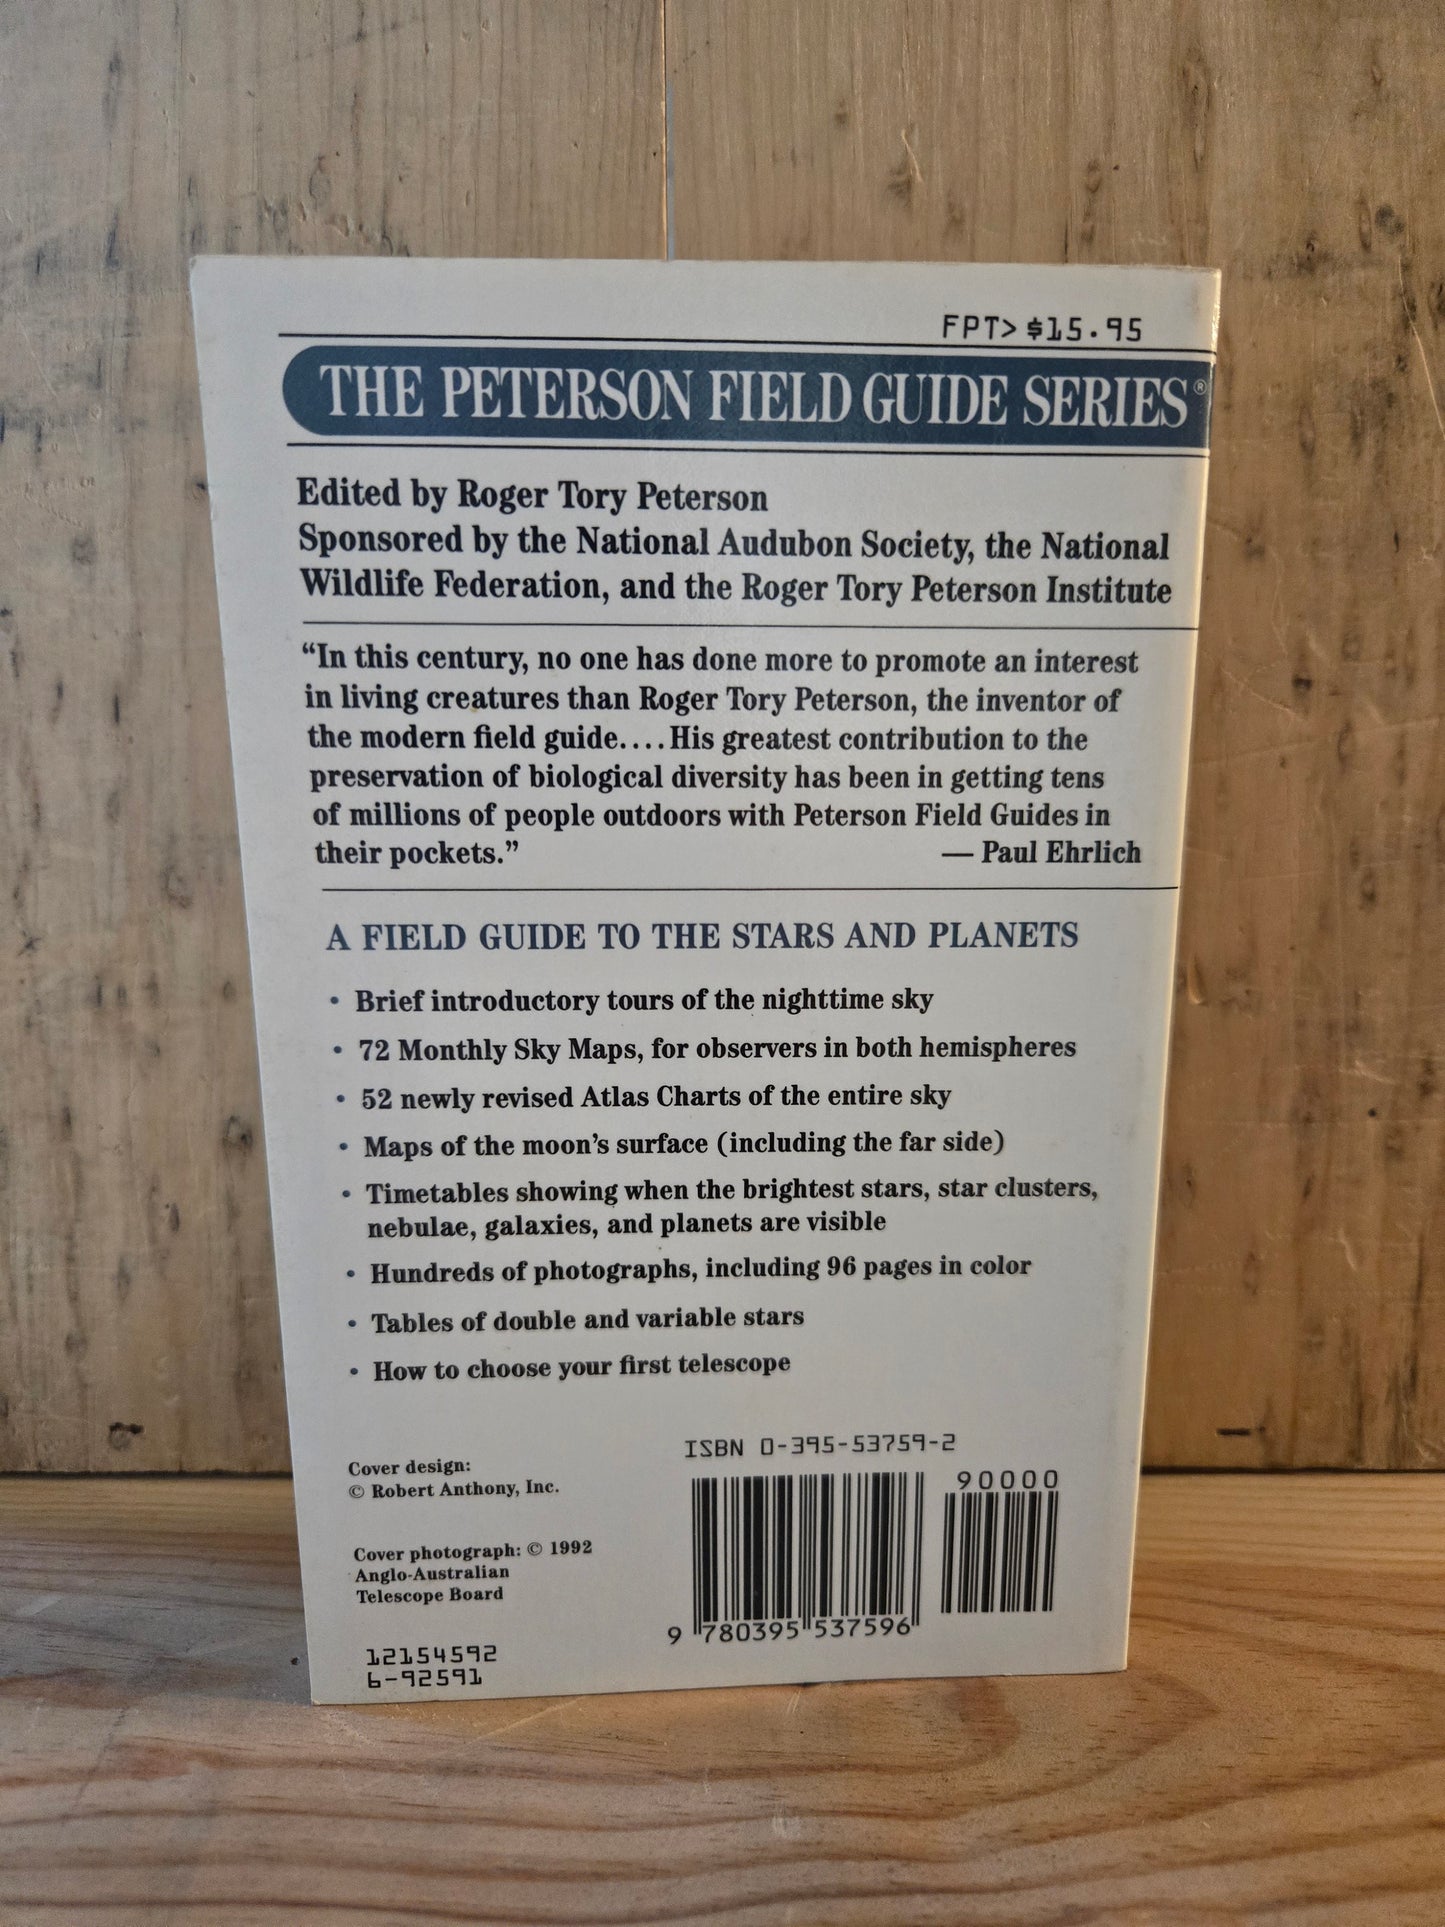 FPT> $15.95
THE PETERSON FIELD GUIDE SERIES®
Edited by Roger Tory Peterson
Sponsored by the National Audubon Society, the National
Wildlife Federation, and the Roger Tory Peterson Institute
“In this century, no one has done more to promote an interest
in living creatures than Roger Tory Peterson, the inventor of
the modern field guide.... His greatest contribution to the
preservation of biological diversity has been in getting tens
of millions of people outdoors with Peterson Field Guides in
their pockets.” — Paul Ehrlich
A FIELD GUIDE TO THE STARS AND PLANETS
• Brief introductory tours of the nighttime sky
• 72 Monthly Sky Maps, for observers in both hemispheres
• 52 newly revised Atlas Charts of the entire sky
• Maps of the moon’s surface (including the far side)
• Timetables showing when the brightest stars, star clusters,
nebulae, galaxies, and planets are visible
• Hundreds of photographs, including 96 pages in color
• Tables of double and variable stars
• How to choose your first telescope
Cover design:
© Robert Anthony, Inc.
Cover photograph: © 1992
Anglo-Australian
Telescope Board
12154592
6-92591
ISBN 0-395-53759-2
90000
9 780395 537596